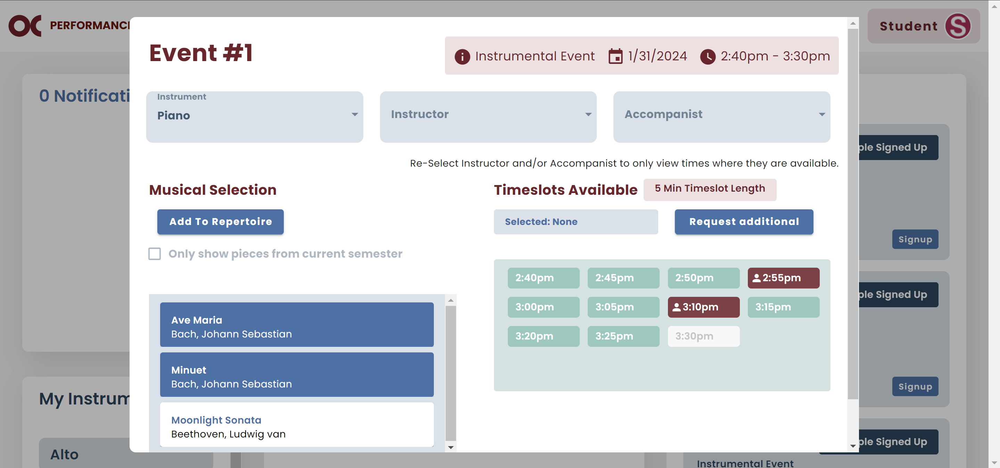 OC PERFORMANC
Student S
Event #1
Instrumental Event 1/31/2024 2:40pm - 3:30pm
0 Notificati
Instrument
Piano
Instructor
Accompanist
ple Signed Up
Re-Select Instructor and/or Accompanist to only view times where they are available.
Musical Selection
Timeslots Available
5 Min Timeslot Length
Add To Repertoire
Selected: None
Request additional
Signup
Only show pieces from current semester
2:40pm 2:45pm 2:50pm 2:55pm
3:00pm 3:05pm 3:10pm 3:15pm
3:20pm 3:25pm 3:30pm
ple Signed Up
Ave Maria
Bach, Johann Sebastian
Minuet
Bach, Johann Sebastian
Signup
My Instrum
Moonlight Sonata
Beethoven, Ludwig van
ple Signed Up
Alto
Instrumental Event